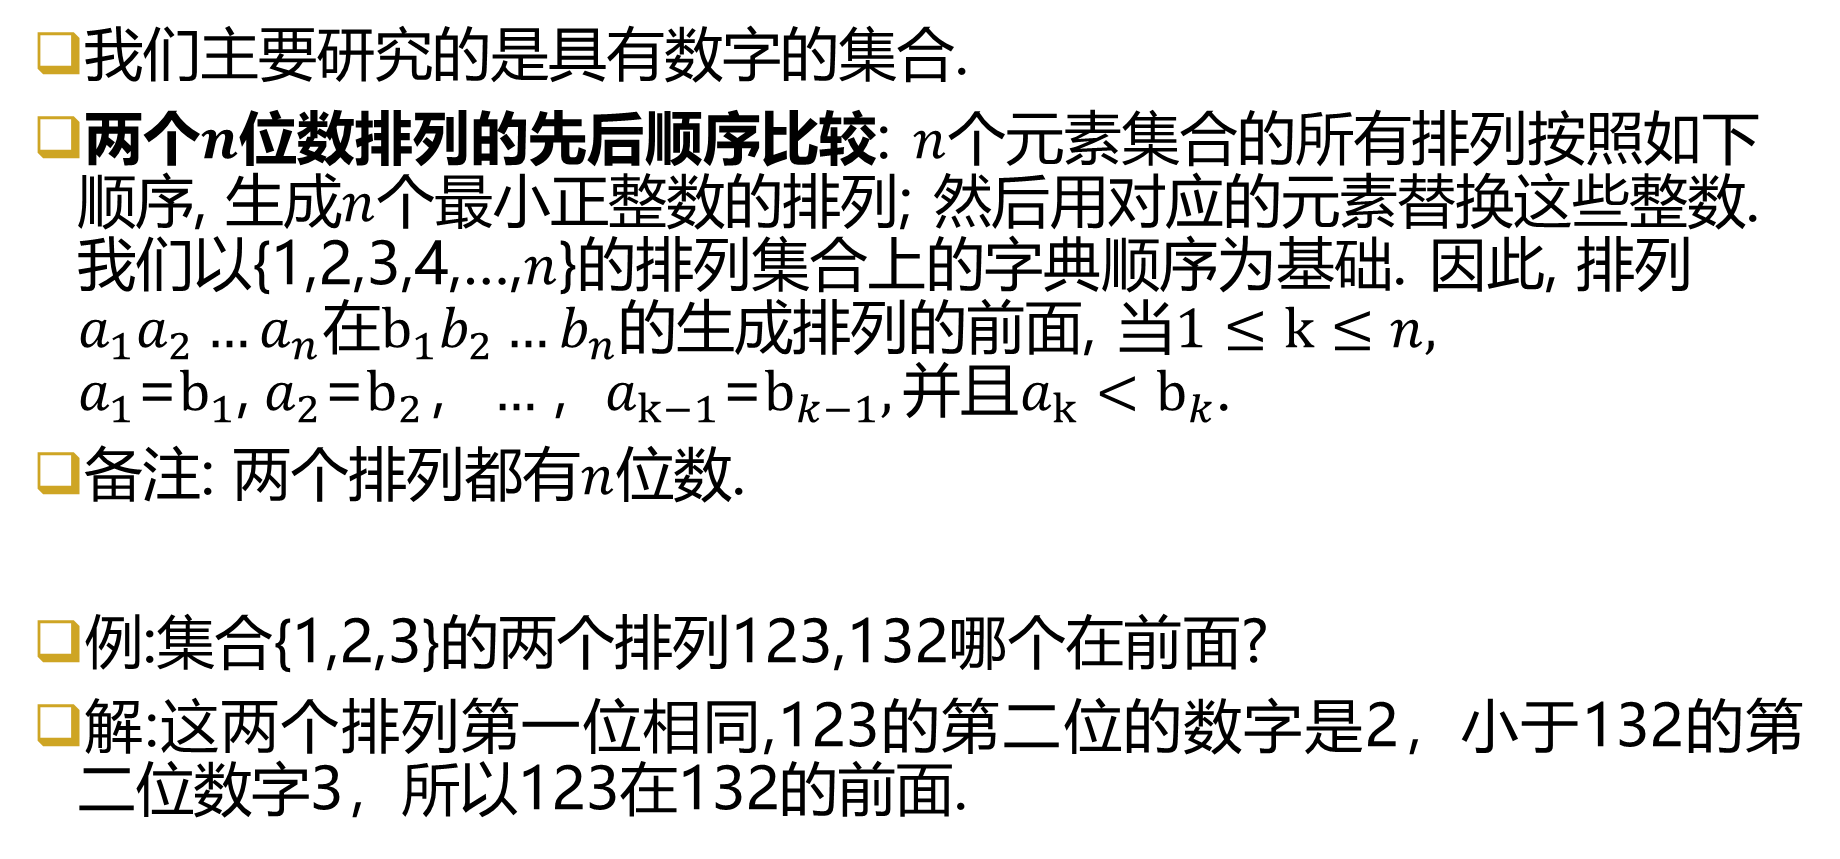 我们主要研究的是具有数字的集合.
两个n位数排列的先后顺序比较: n个元素集合的所有排列按照如下
顺序, 生成n个最小正整数的排列; 然后用对应的元素替换这些整数.
我们以{1,2,3,4,…,n}的排列集合上的字典顺序为基础. 因此, 排列
a₁a₂ … aₙ在b₁b₂ … bₙ的生成排列的前面, 当1 ≤ k ≤ n,
a₁=b₁, a₂=b₂, … , aₖ₋₁=bₖ₋₁, 并且aₖ < bₖ.
备注: 两个排列都有n位数.
例:集合{1,2,3}的两个排列123,132哪个在前面?
解:这两个排列第一位相同,123的第二位的数字是2，小于132的第
二位数字3，所以123在132的前面.